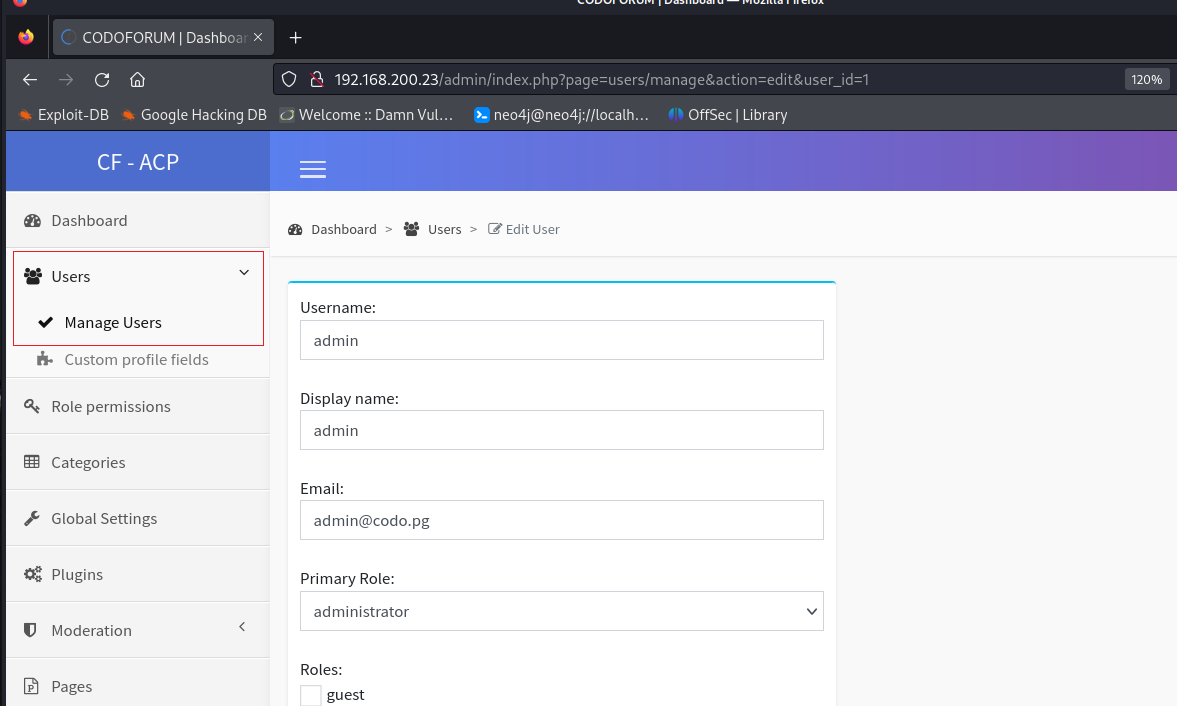 CODOFORUM | Dashboard — Mozilla Firefox
CODOFORUM | Dashboar
192.168.200.23/admin/index.php?page=users/manage&action=edit&user_id=1
120%
Exploit-DB
Google Hacking DB
Welcome :: Damn Vul…
neo4j@neo4j://localh…
OffSec | Library
CF - ACP
Dashboard
Users
Manage Users
Custom profile fields
Role permissions
Categories
Global Settings
Plugins
Moderation
Pages
Dashboard > Users > Edit User
Username:
admin
Display name:
admin
Email:
admin@codo.pg
Primary Role:
administrator
Roles:
guest